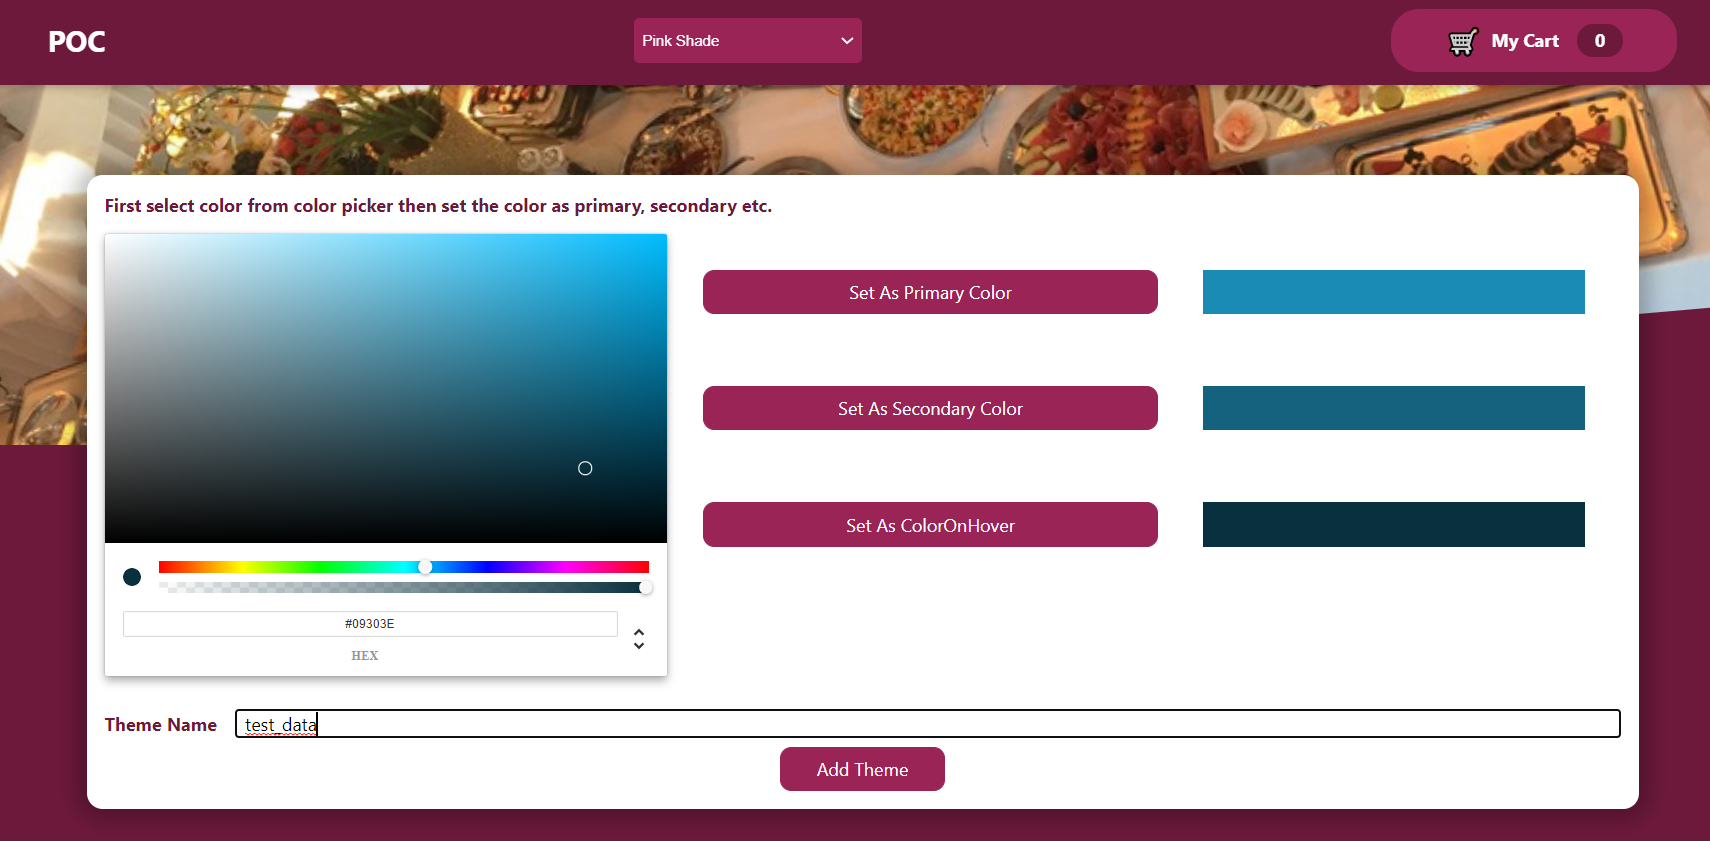 POC
Pink Shade
My Cart 0
First select color from color picker then set the color as primary, secondary etc.
Set As Primary Color
Set As Secondary Color
Set As ColorOnHover
#09303E
HEX
Theme Name test_data
Add Theme